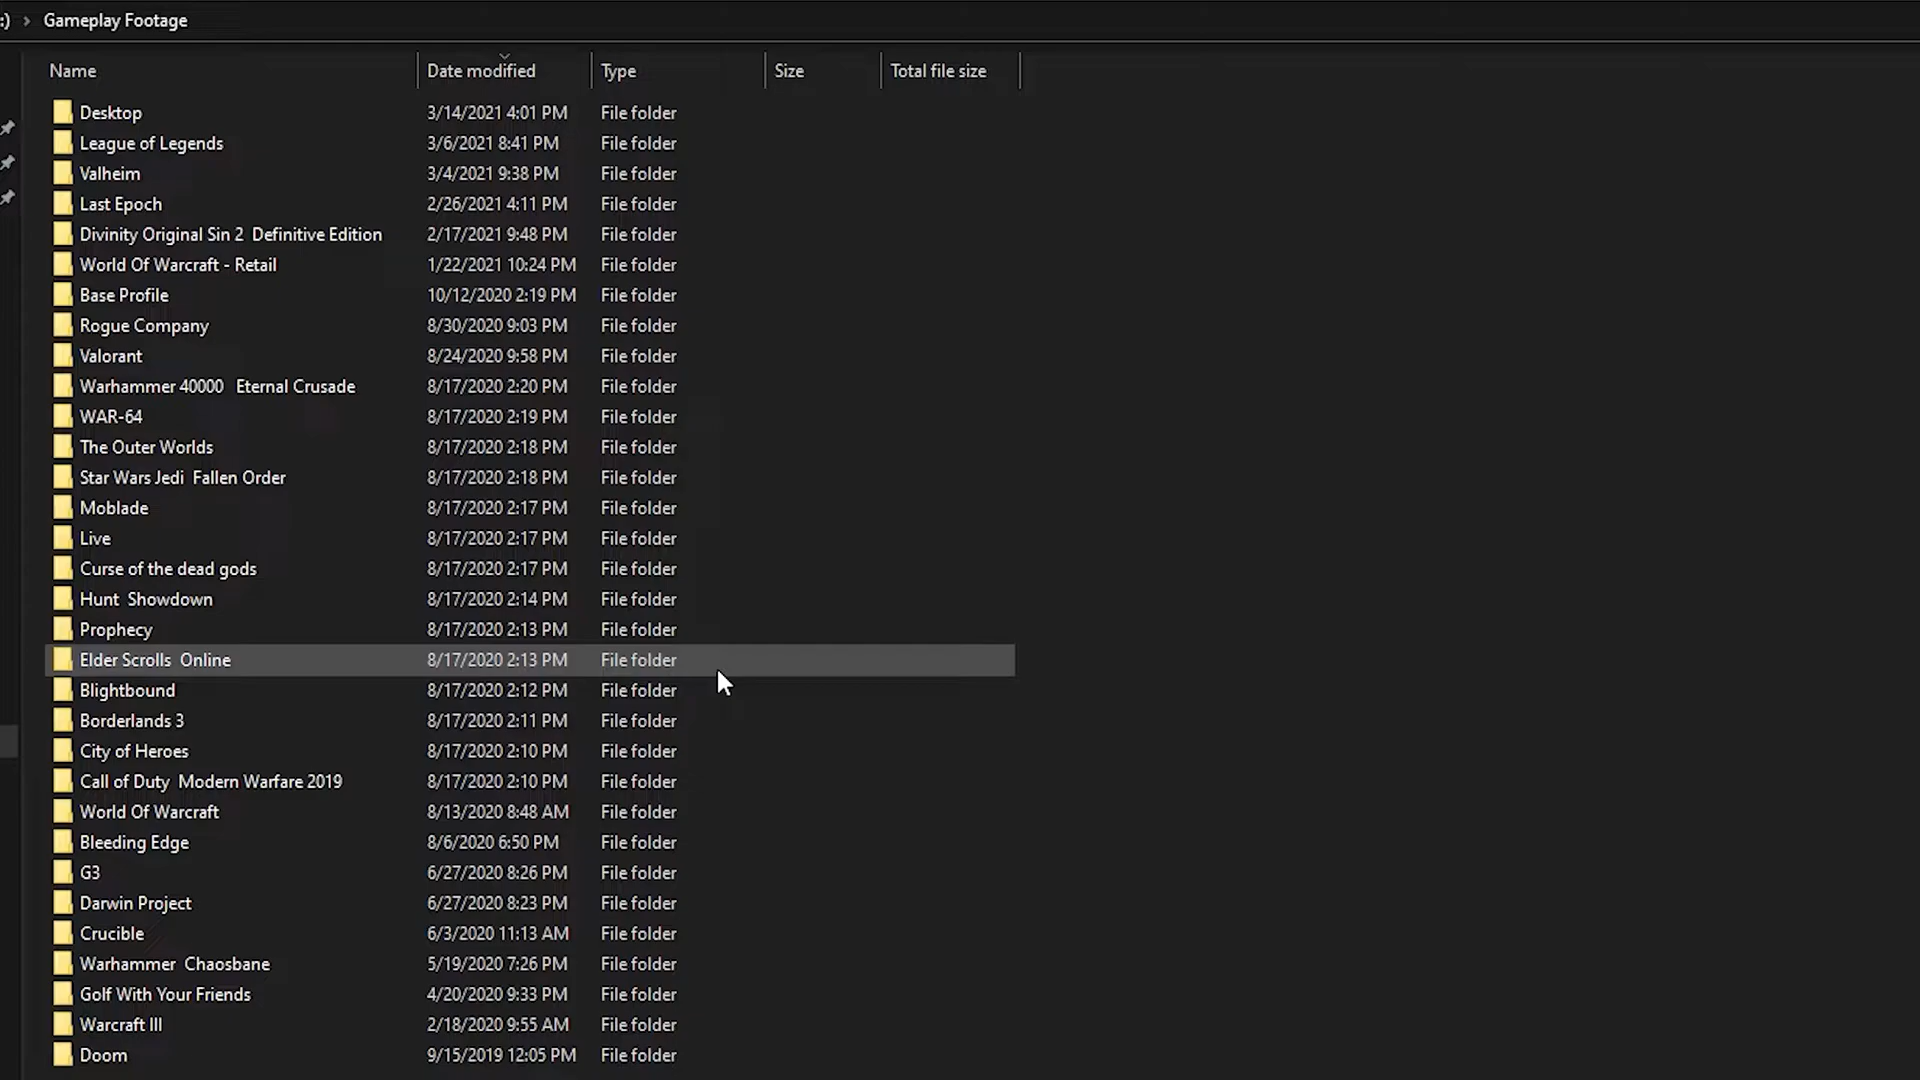 :) › Gameplay Footage
Name Date modified Type Size Total file size
Desktop 3/14/2021 4:01 PM File folder
League of Legends 3/6/2021 8:41 PM File folder
Valheim 3/4/2021 9:38 PM File folder
Last Epoch 2/26/2021 4:11 PM File folder
Divinity Original Sin 2  Definitive Edition 2/17/2021 9:48 PM File folder
World Of Warcraft - Retail 1/22/2021 10:24 PM File folder
Base Profile 10/12/2020 2:19 PM File folder
Rogue Company 8/30/2020 9:03 PM File folder
Valorant 8/24/2020 9:58 PM File folder
Warhammer 40000   Eternal Crusade 8/17/2020 2:20 PM File folder
WAR-64 8/17/2020 2:19 PM File folder
The Outer Worlds 8/17/2020 2:18 PM File folder
Star Wars Jedi  Fallen Order 8/17/2020 2:18 PM File folder
Moblade 8/17/2020 2:17 PM File folder
Live 8/17/2020 2:17 PM File folder
Curse of the dead gods 8/17/2020 2:17 PM File folder
Hunt  Showdown 8/17/2020 2:14 PM File folder
Prophecy 8/17/2020 2:13 PM File folder
Elder Scrolls  Online 8/17/2020 2:13 PM File folder
Blightbound 8/17/2020 2:12 PM File folder
Borderlands 3 8/17/2020 2:11 PM File folder
City of Heroes 8/17/2020 2:10 PM File folder
Call of Duty  Modern Warfare 2019 8/17/2020 2:10 PM File folder
World Of Warcraft 8/13/2020 8:48 AM File folder
Bleeding Edge 8/6/2020 6:50 PM File folder
G3 6/27/2020 8:26 PM File folder
Darwin Project 6/27/2020 8:23 PM File folder
Crucible 6/3/2020 11:13 AM File folder
Warhammer  Chaosbane 5/19/2020 7:26 PM File folder
Golf With Your Friends 4/20/2020 9:33 PM File folder
Warcraft III 2/18/2020 9:55 AM File folder
Doom 9/15/2019 12:05 PM File folder